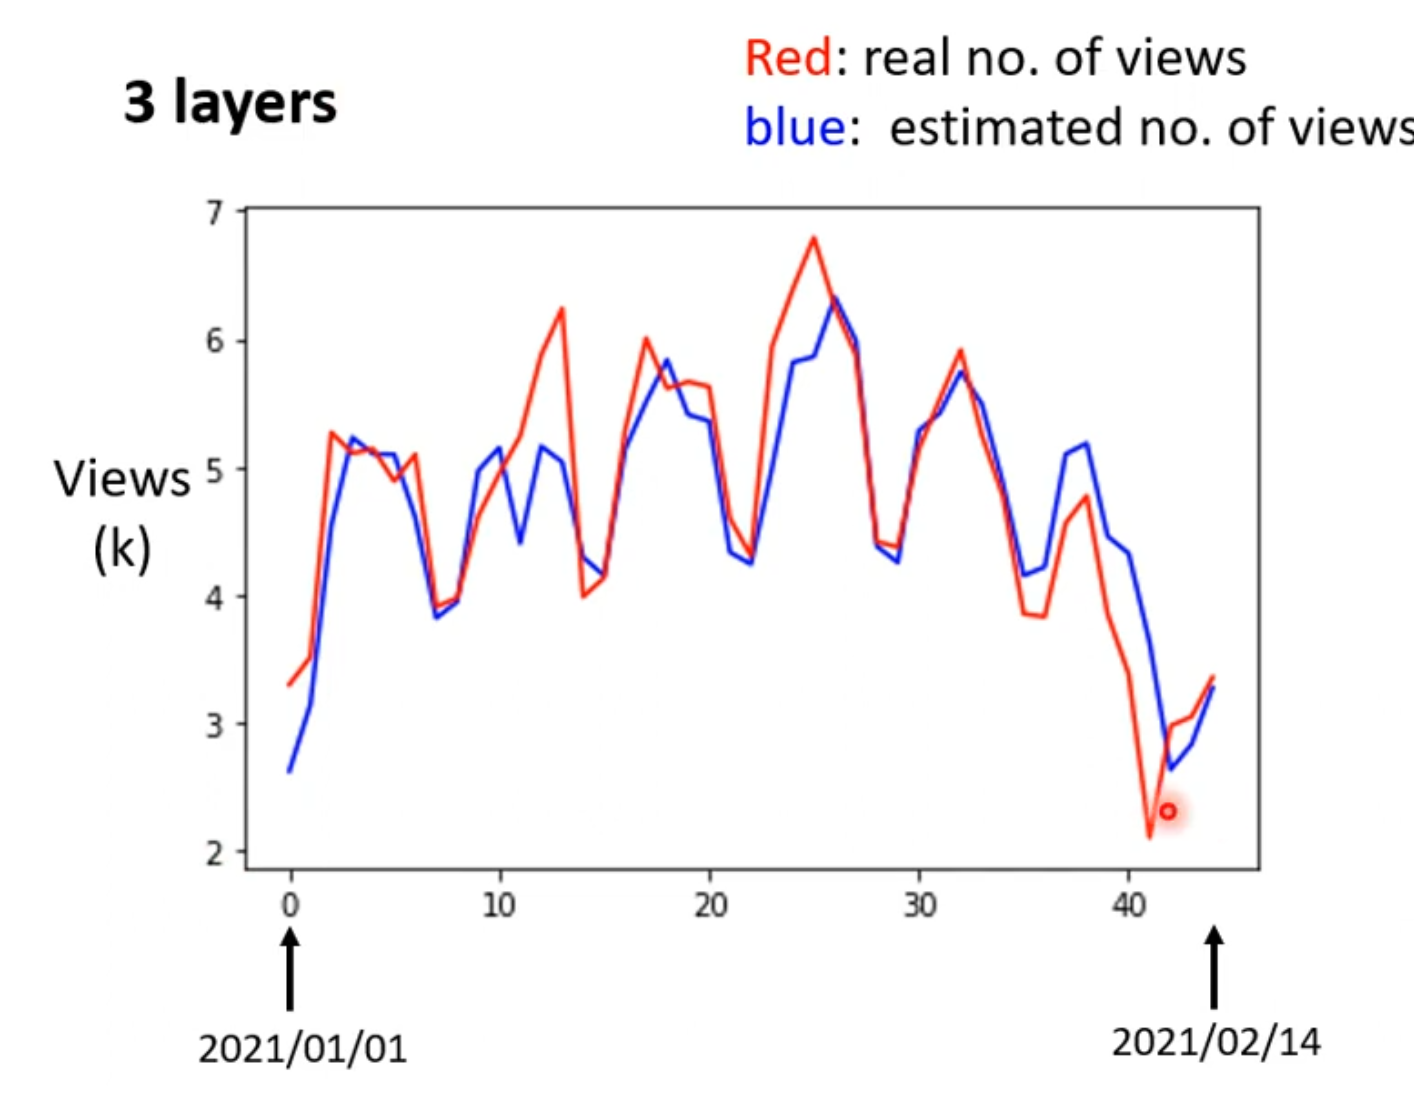 Red: real no. of views
3 layers
blue: estimated no. of views
7
6
Views
5
(k)
4
3
2
0 10 20 30 40
2021/01/01
2021/02/14